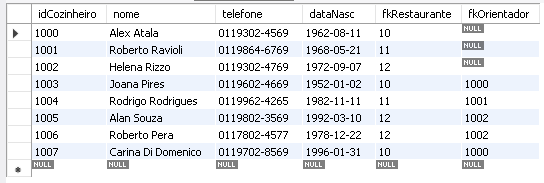 idCozinheiro nome telefone dataNasc fkRestaurante fkOrientador
1000 Alex Atala 0119302-4569 1962-08-11 10 NULL
1001 Roberto Ravioli 0119864-6769 1968-05-21 11 NULL
1002 Helena Rizzo 0119302-4769 1972-09-07 12 NULL
1003 Joana Pires 0119602-4669 1952-01-02 10 1000
1004 Rodrigo Rodrigues 0119962-4265 1982-11-11 11 1001
1005 Alan Souza 0119802-3569 1992-03-10 12 1002
1006 Roberto Pera 0117802-4577 1978-12-22 12 1002
1007 Carina Di Domenico 0119702-8569 1996-01-31 10 1000
NULL NULL NULL NULL NULL NULL